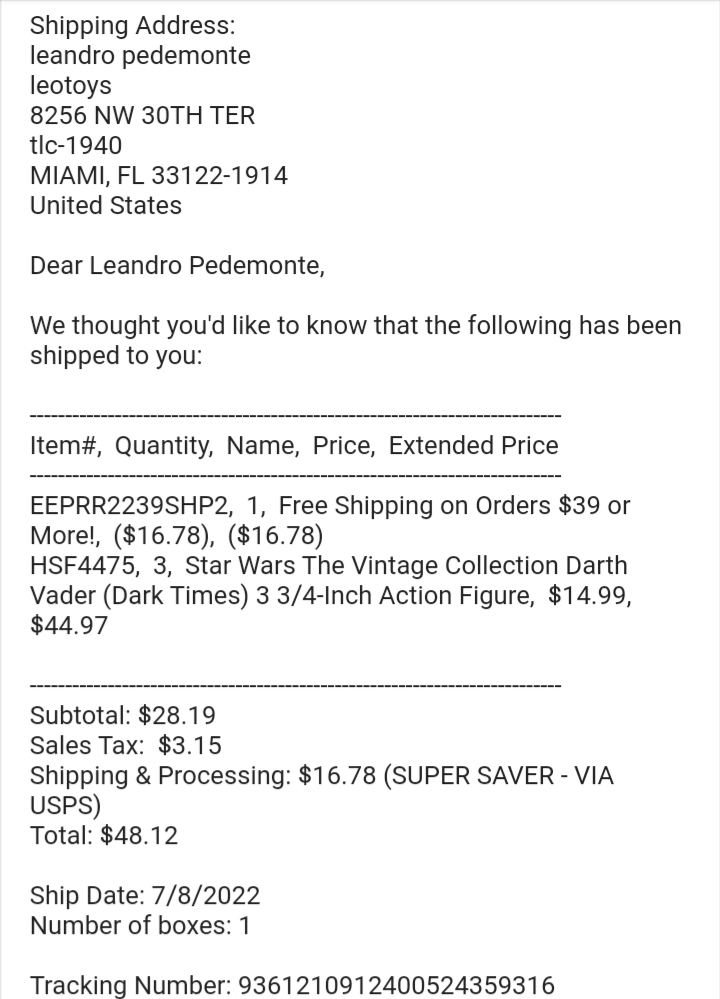 Shipping Address:
leandro pedemonte
leotoys
8256 NW 30TH TER
tlc-1940
MIAMI, FL 33122-1914
United States
Dear Leandro Pedemonte,
We thought you'd like to know that the following has been
shipped to you:
---------------------------------------------------------------------------
Item#,  Quantity,  Name,  Price,  Extended Price
---------------------------------------------------------------------------
EEPRR2239SHP2,  1,  Free Shipping on Orders $39 or
More!,  ($16.78),  ($16.78)
HSF4475,  3,  Star Wars The Vintage Collection Darth
Vader (Dark Times) 3 3/4-Inch Action Figure,  $14.99,
$44.97
---------------------------------------------------------------------------
Subtotal: $28.19
Sales Tax:  $3.15
Shipping & Processing: $16.78 (SUPER SAVER - VIA
USPS)
Total: $48.12
Ship Date: 7/8/2022
Number of boxes: 1
Tracking Number: 9361210912400524359316